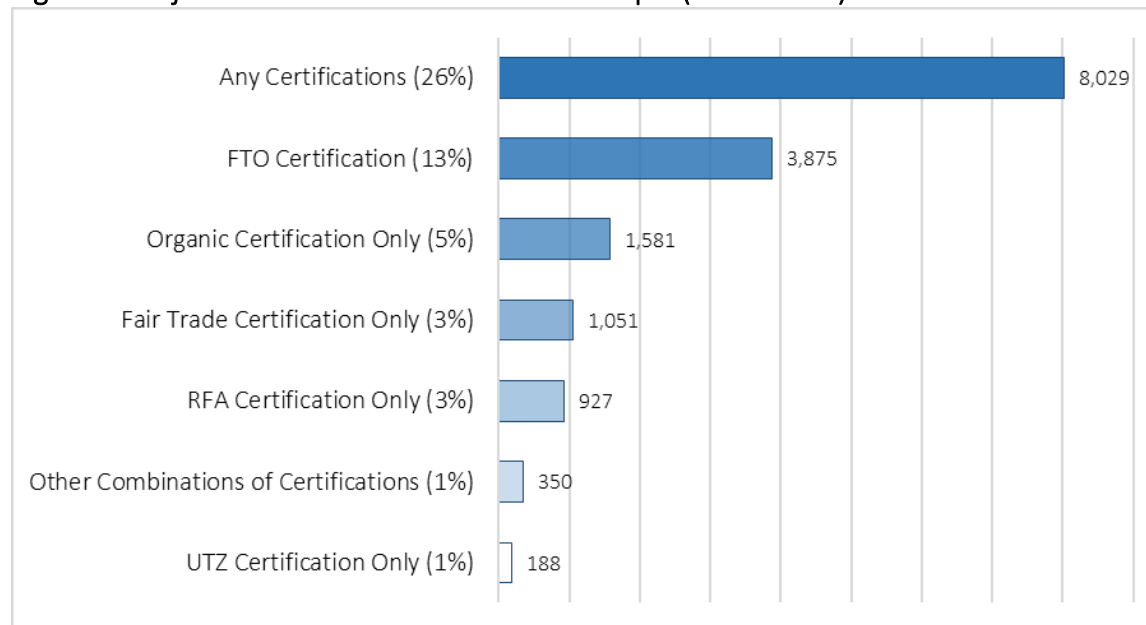 Any Certifications (26%) 8,029
FTO Certification (13%) 3,875
Organic Certification Only (5%) 1,581
Fair Trade Certification Only (3%) 1,051
RFA Certification Only (3%) 927
Other Combinations of Certifications (1%) 350
UTZ Certification Only (1%) 188